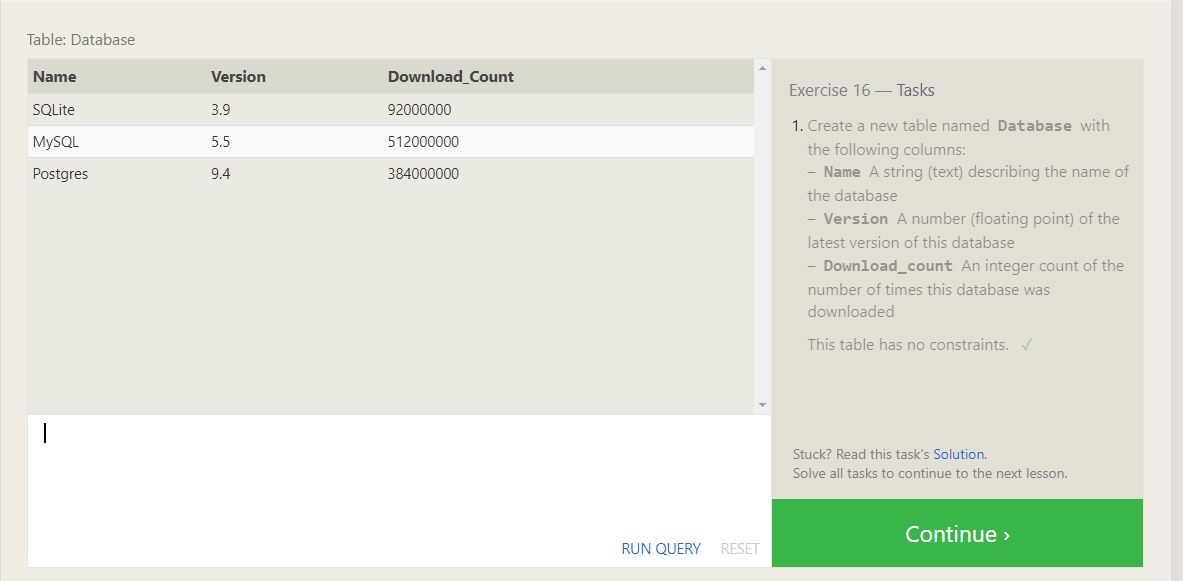 Table: Database
Name Version Download_Count
SQLite 3.9 92000000
MySQL 5.5 512000000
Postgres 9.4 384000000
RUN QUERY RESET
Exercise 16 — Tasks
1. Create a new table named Database with
the following columns:
– Name A string (text) describing the name of
the database
– Version A number (floating point) of the
latest version of this database
– Download_count An integer count of the
number of times this database was
downloaded
This table has no constraints. ✓
Stuck? Read this task's Solution.
Solve all tasks to continue to the next lesson.
Continue ›